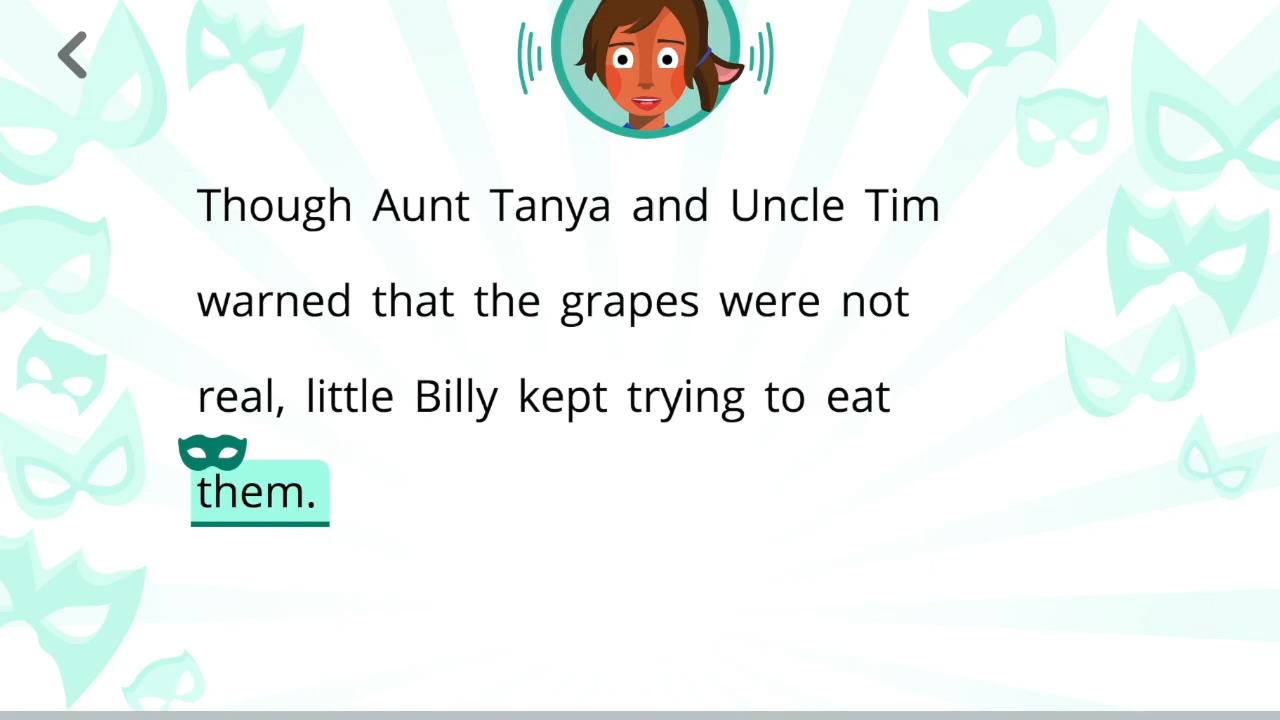 Though Aunt Tanya and Uncle Tim
warned that the grapes were not
real, little Billy kept trying to eat
them.